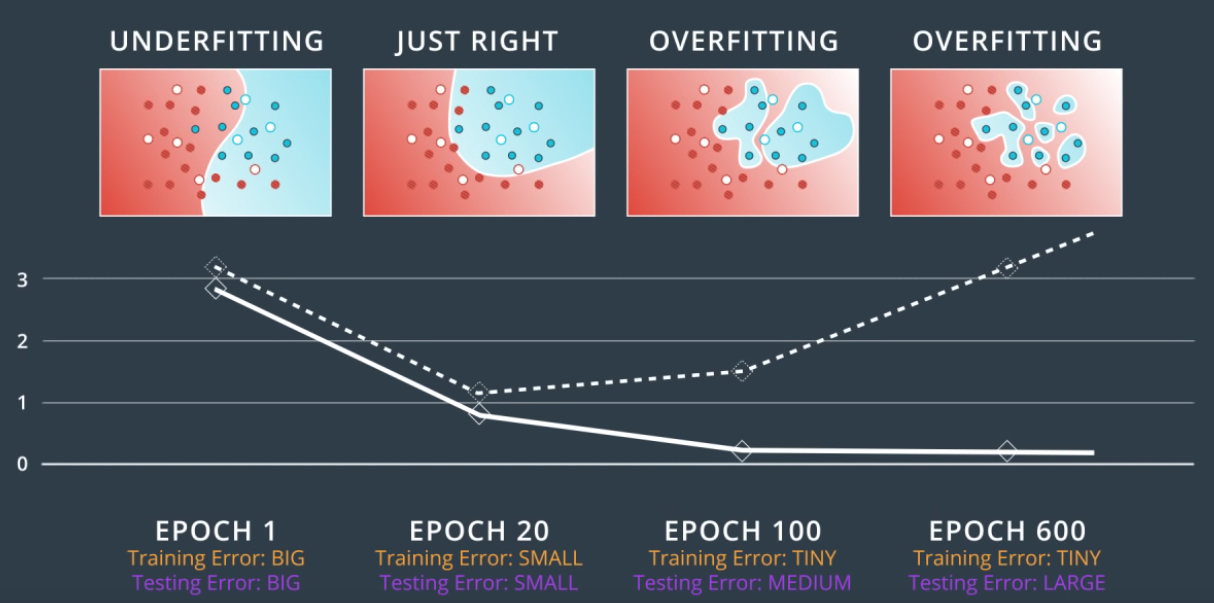 UNDERFITTING
JUST RIGHT
OVERFITTING
OVERFITTING
3
2
1
0
EPOCH 1
Training Error: BIG
Testing Error: BIG
EPOCH 20
Training Error: SMALL
Testing Error: SMALL
EPOCH 100
Training Error: TINY
Testing Error: MEDIUM
EPOCH 600
Training Error: TINY
Testing Error: LARGE